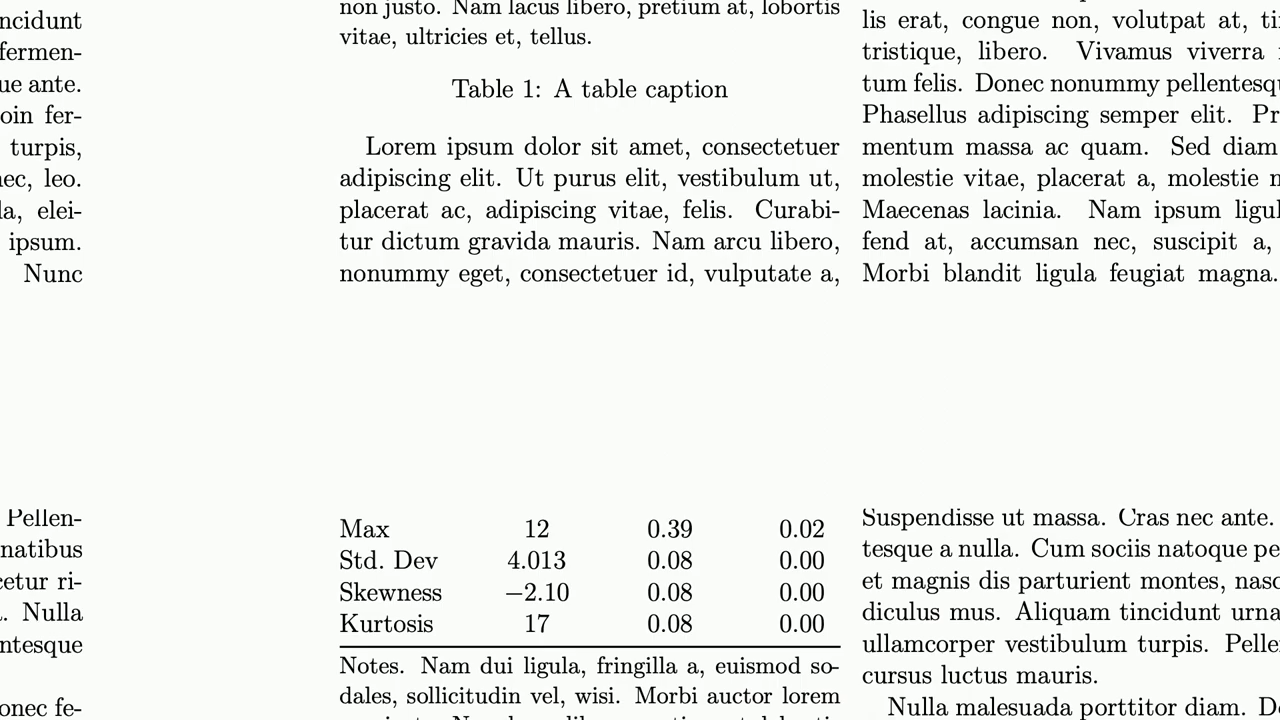 ncidunt
fermen-
ue ante.
oin fer-
turpis,
nec, leo.
la, elei-
ipsum.
Nunc
Pellen-
natibus
cetur ri-
. Nulla
ntesque
onec fe-
non justo. Nam lacus libero, pretium at, lobortis
vitae, ultricies et, tellus.
Table 1: A table caption
Lorem ipsum dolor sit amet, consectetuer
adipiscing elit. Ut purus elit, vestibulum ut,
placerat ac, adipiscing vitae, felis. Curabi-
tur dictum gravida mauris. Nam arcu libero,
nonummy eget, consectetuer id, vulputate a,
Max 12 0.39 0.02
Std. Dev 4.013 0.08 0.00
Skewness −2.10 0.08 0.00
Kurtosis 17 0.08 0.00
Notes. Nam dui ligula, fringilla a, euismod so-
dales, sollicitudin vel, wisi. Morbi auctor lorem
lis erat, congue non, volutpat at,
tristique, libero. Vivamus viverra
tum felis. Donec nonummy pellentesqu
Phasellus adipiscing semper elit. Pr
mentum massa ac quam. Sed diam
molestie vitae, placerat a, molestie
Maecenas lacinia. Nam ipsum ligul
fend at, accumsan nec, suscipit a,
Morbi blandit ligula feugiat magna.
Suspendisse ut massa. Cras nec ante.
tesque a nulla. Cum sociis natoque pe
et magnis dis parturient montes, nasc
diculus mus. Aliquam tincidunt urna
ullamcorper vestibulum turpis. Pelle
cursus luctus mauris.
Nulla malesuada porttitor diam. Do